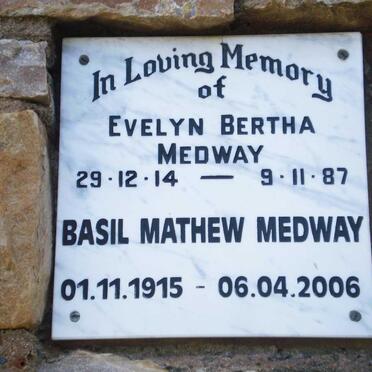 In Loving Memory
of
EVELYN BERTHA
MEDWAY
29·12·14 — 9·11·87
BASIL MATHEW MEDWAY
01.11.1915 - 06.04.2006